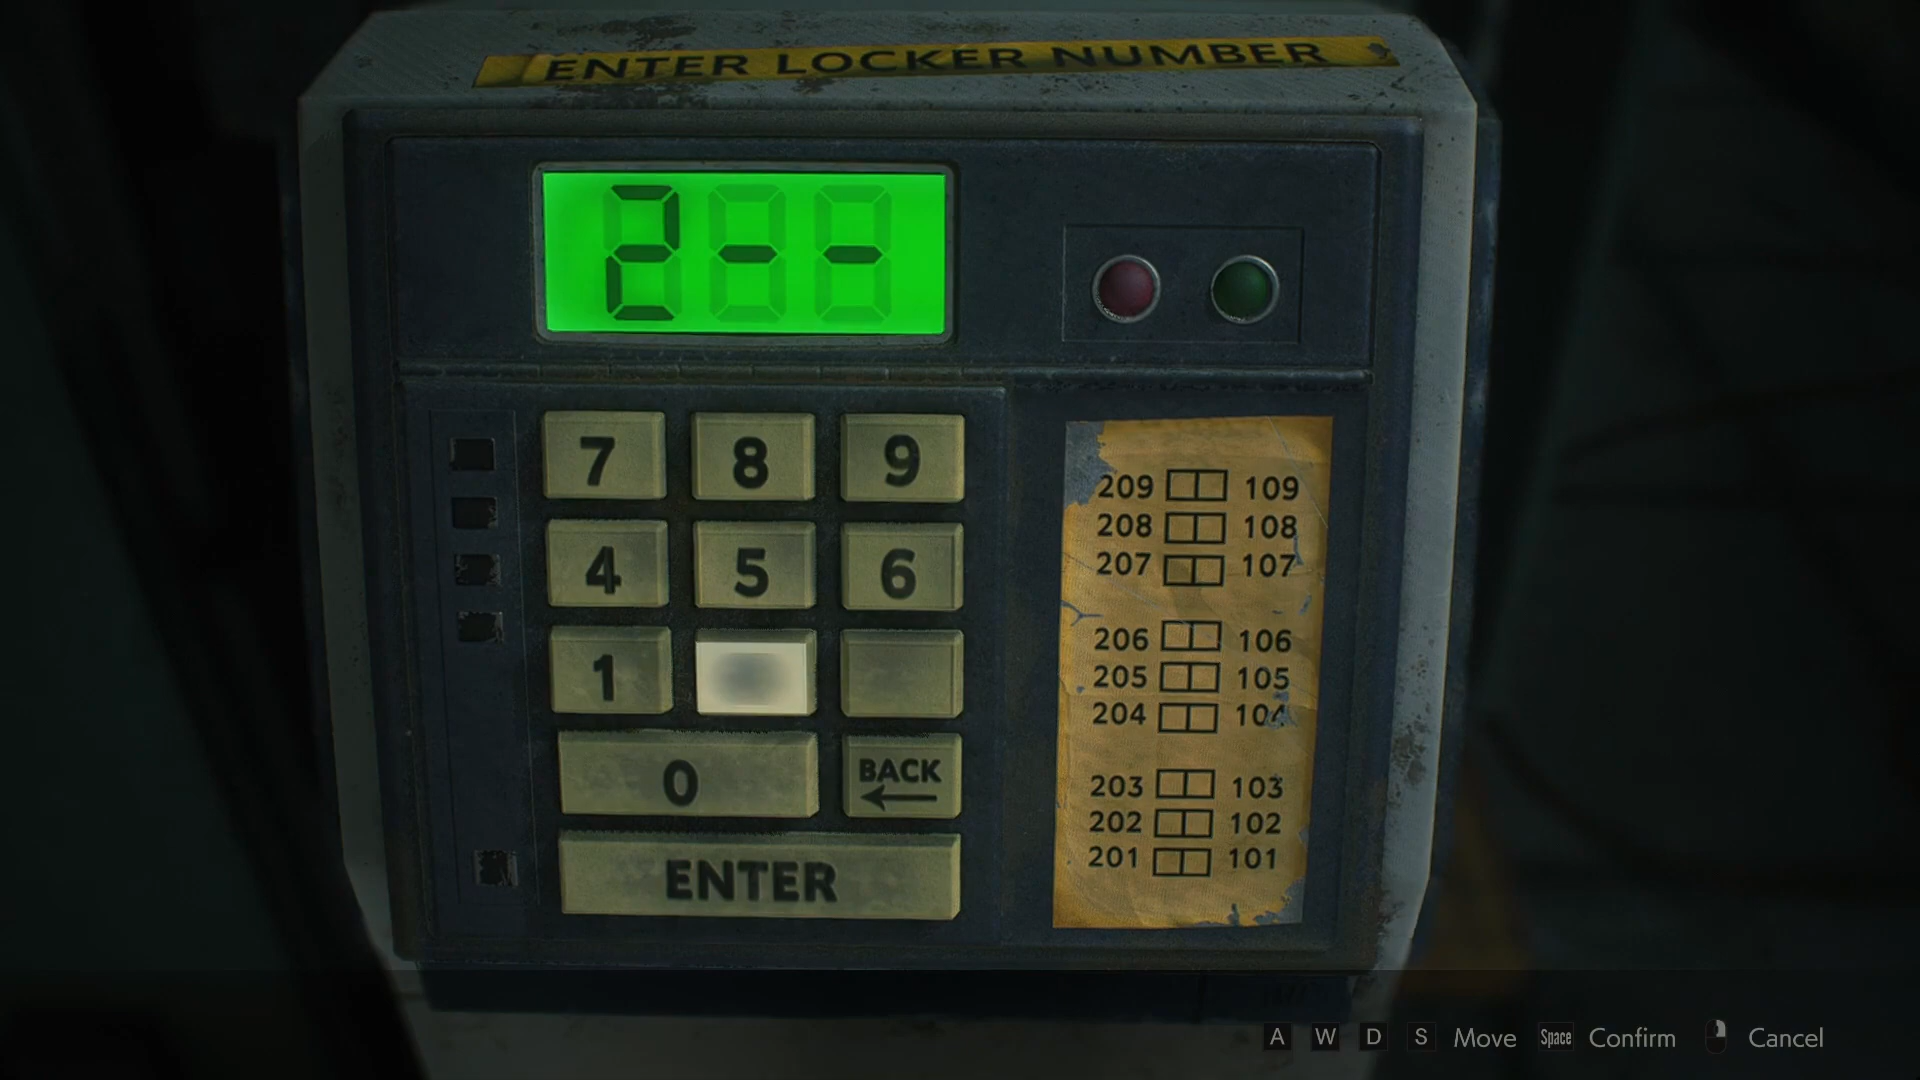 ENTER LOCKER NUMBER
2--
7 8 9
4 5 6
1
0 BACK
ENTER
209 109
208 108
207 107
206 106
205 105
204 104
203 103
202 102
201 101
A W D S Move Space Confirm Cancel